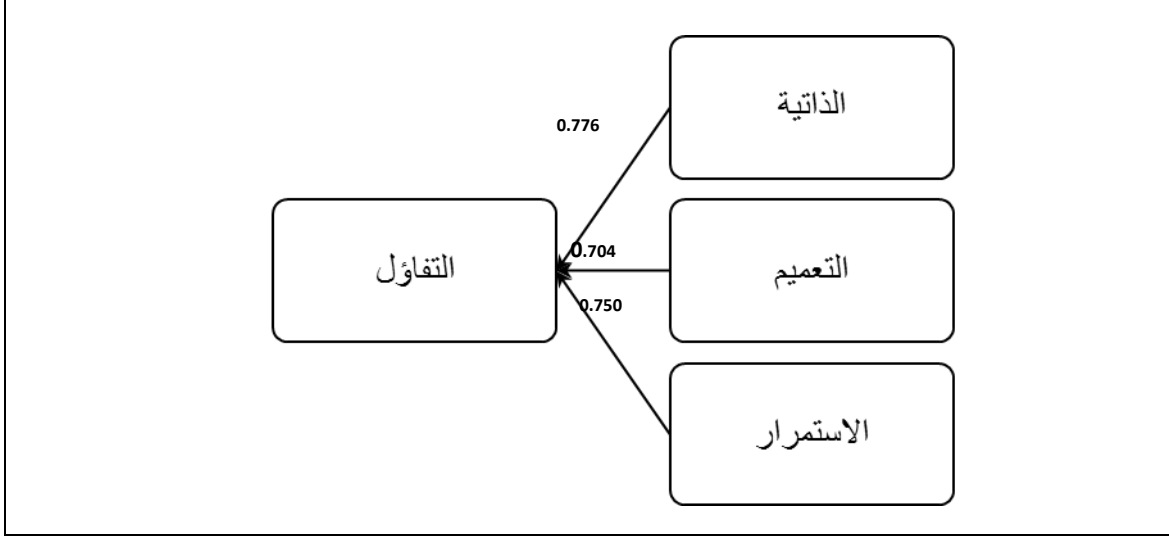 الذاتية
0.776
التفاؤل
0.704
التعميم
0.750
الاستمرار